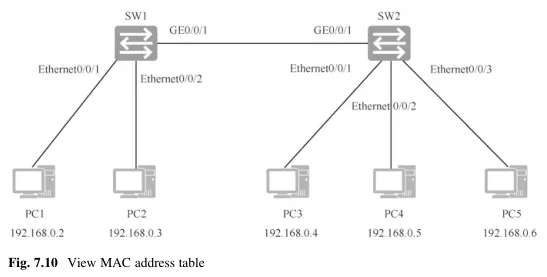 SW1
SW2
GE0/0/1
GE0/0/1
Ethernet0/0/1
Ethernet0/0/2
Ethernet0/0/1
Ethernet0/0/2
Ethernet0/0/3
PC1
PC2
PC3
PC4
PC5
192.168.0.2
192.168.0.3
192.168.0.4
192.168.0.5
192.168.0.6
Fig. 7.10 View MAC address table